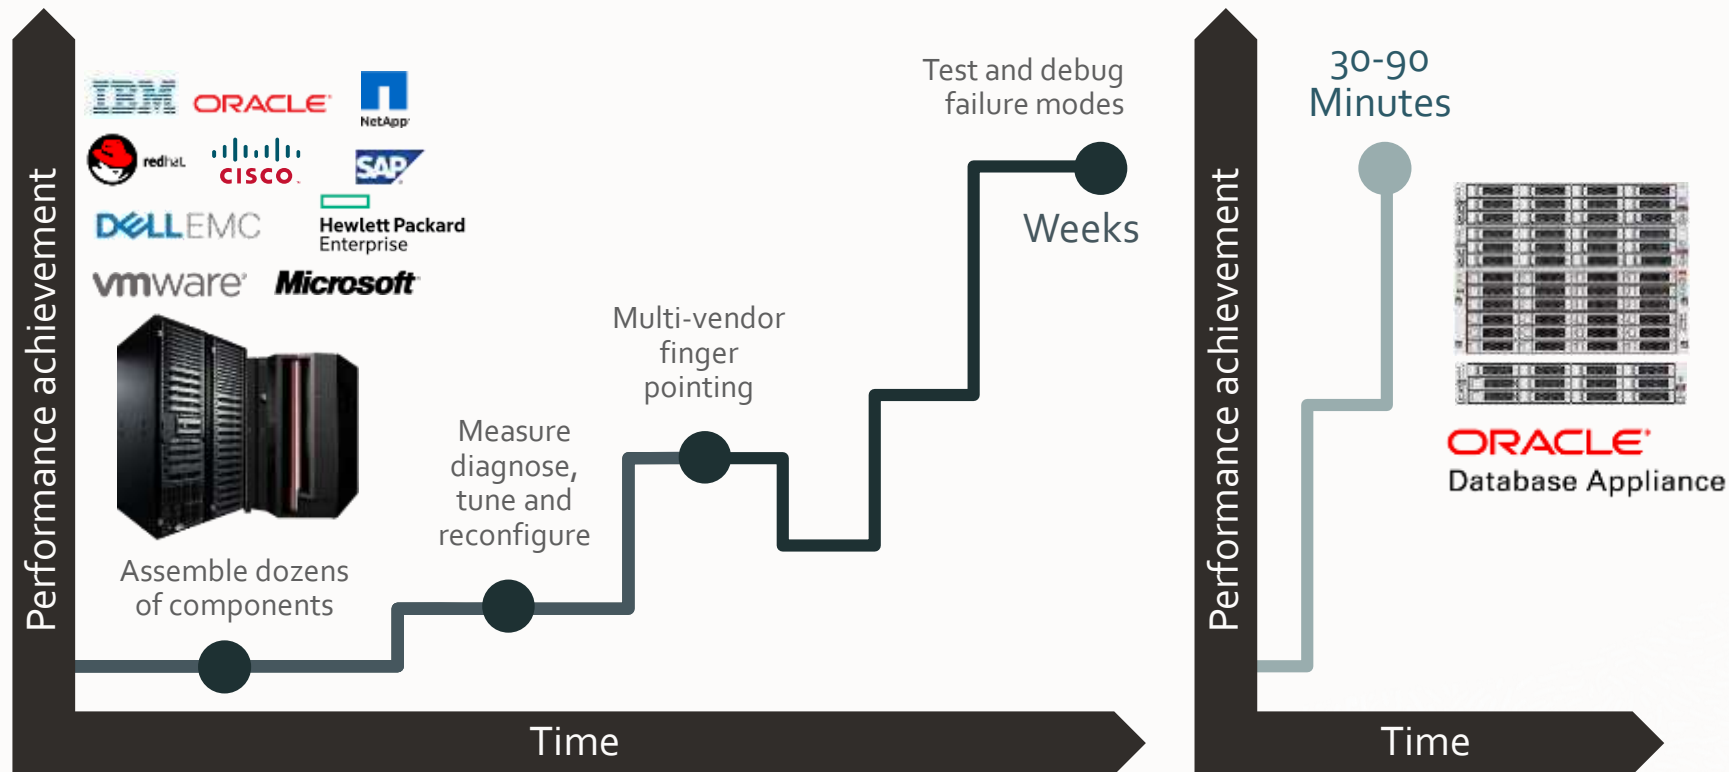 Performance achievement
IBM
ORACLE
NetApp
redhat
CISCO
SAP
DELLEMC
Hewlett Packard
Enterprise
vmware
Microsoft
Assemble dozens
of components
Measure
diagnose,
tune and
reconfigure
Multi-vendor
finger
pointing
Test and debug
failure modes
Weeks
Time
Performance achievement
30-90
Minutes
ORACLE
Database Appliance
Time